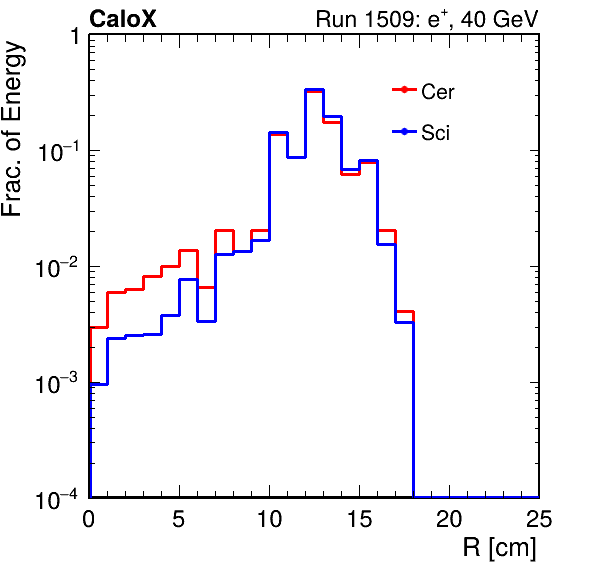 CaloX Run 1509: e⁺, 40 GeV
Frac. of Energy
1
10⁻¹
10⁻²
10⁻³
10⁻⁴
Cer
Sci
0 5 10 15 20 25
R [cm]